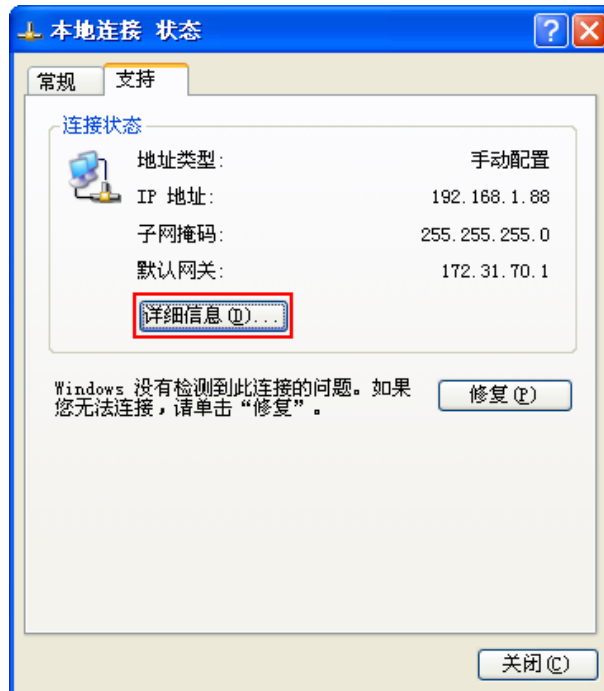 本地连接 状态
常规
支持
连接状态
地址类型: 手动配置
IP 地址: 192.168.1.88
子网掩码: 255.255.255.0
默认网关: 172.31.70.1
详细信息(D)...
Windows 没有检测到此连接的问题。如果
您无法连接，请单击“修复”。
修复(P)
关闭(C)